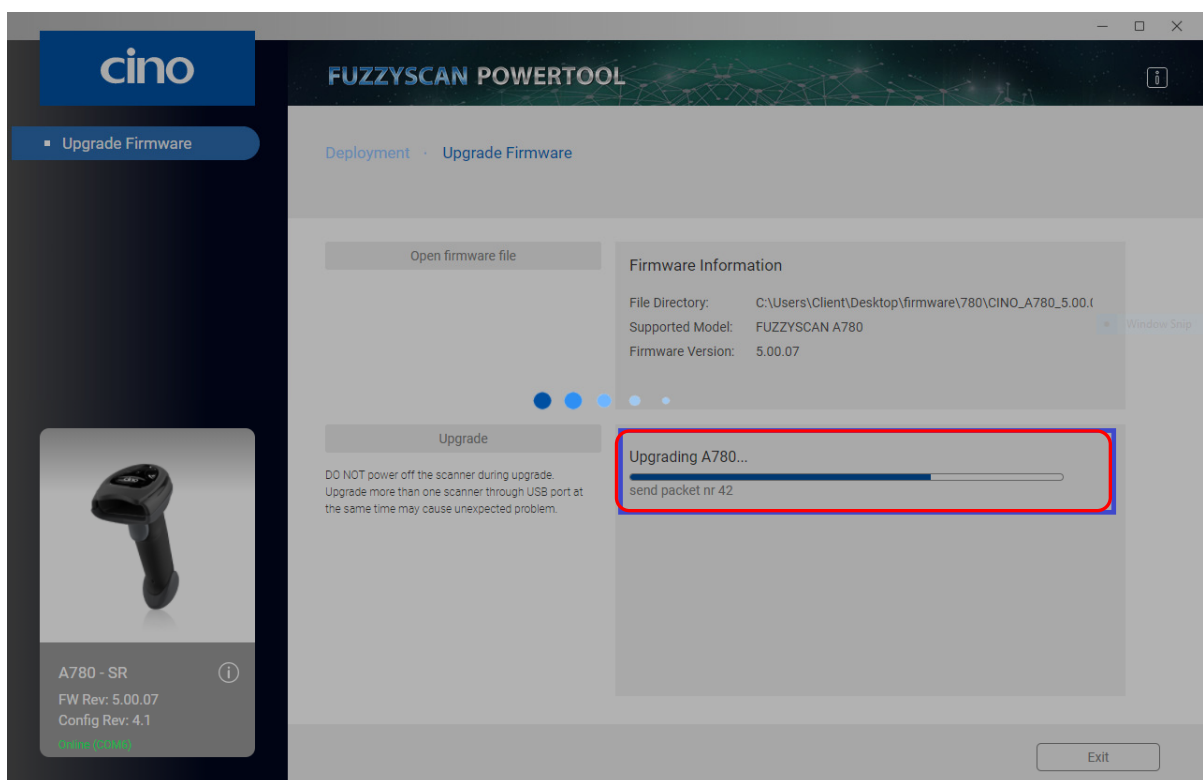 cino
FUZZYSCAN POWERTOOL
Upgrade Firmware
Deployment · Upgrade Firmware
Open firmware file
Firmware Information
File Directory: C:\Users\Client\Desktop\firmware\780\CINO_A780_5.00.(
Supported Model: FUZZYSCAN A780
Firmware Version: 5.00.07
Window Snip
Upgrade
DO NOT power off the scanner during upgrade.
Upgrade more than one scanner through USB port at
the same time may cause unexpected problem.
Upgrading A780...
send packet nr 42
A780 - SR
FW Rev: 5.00.07
Config Rev: 4.1
Online (COM6)
Exit